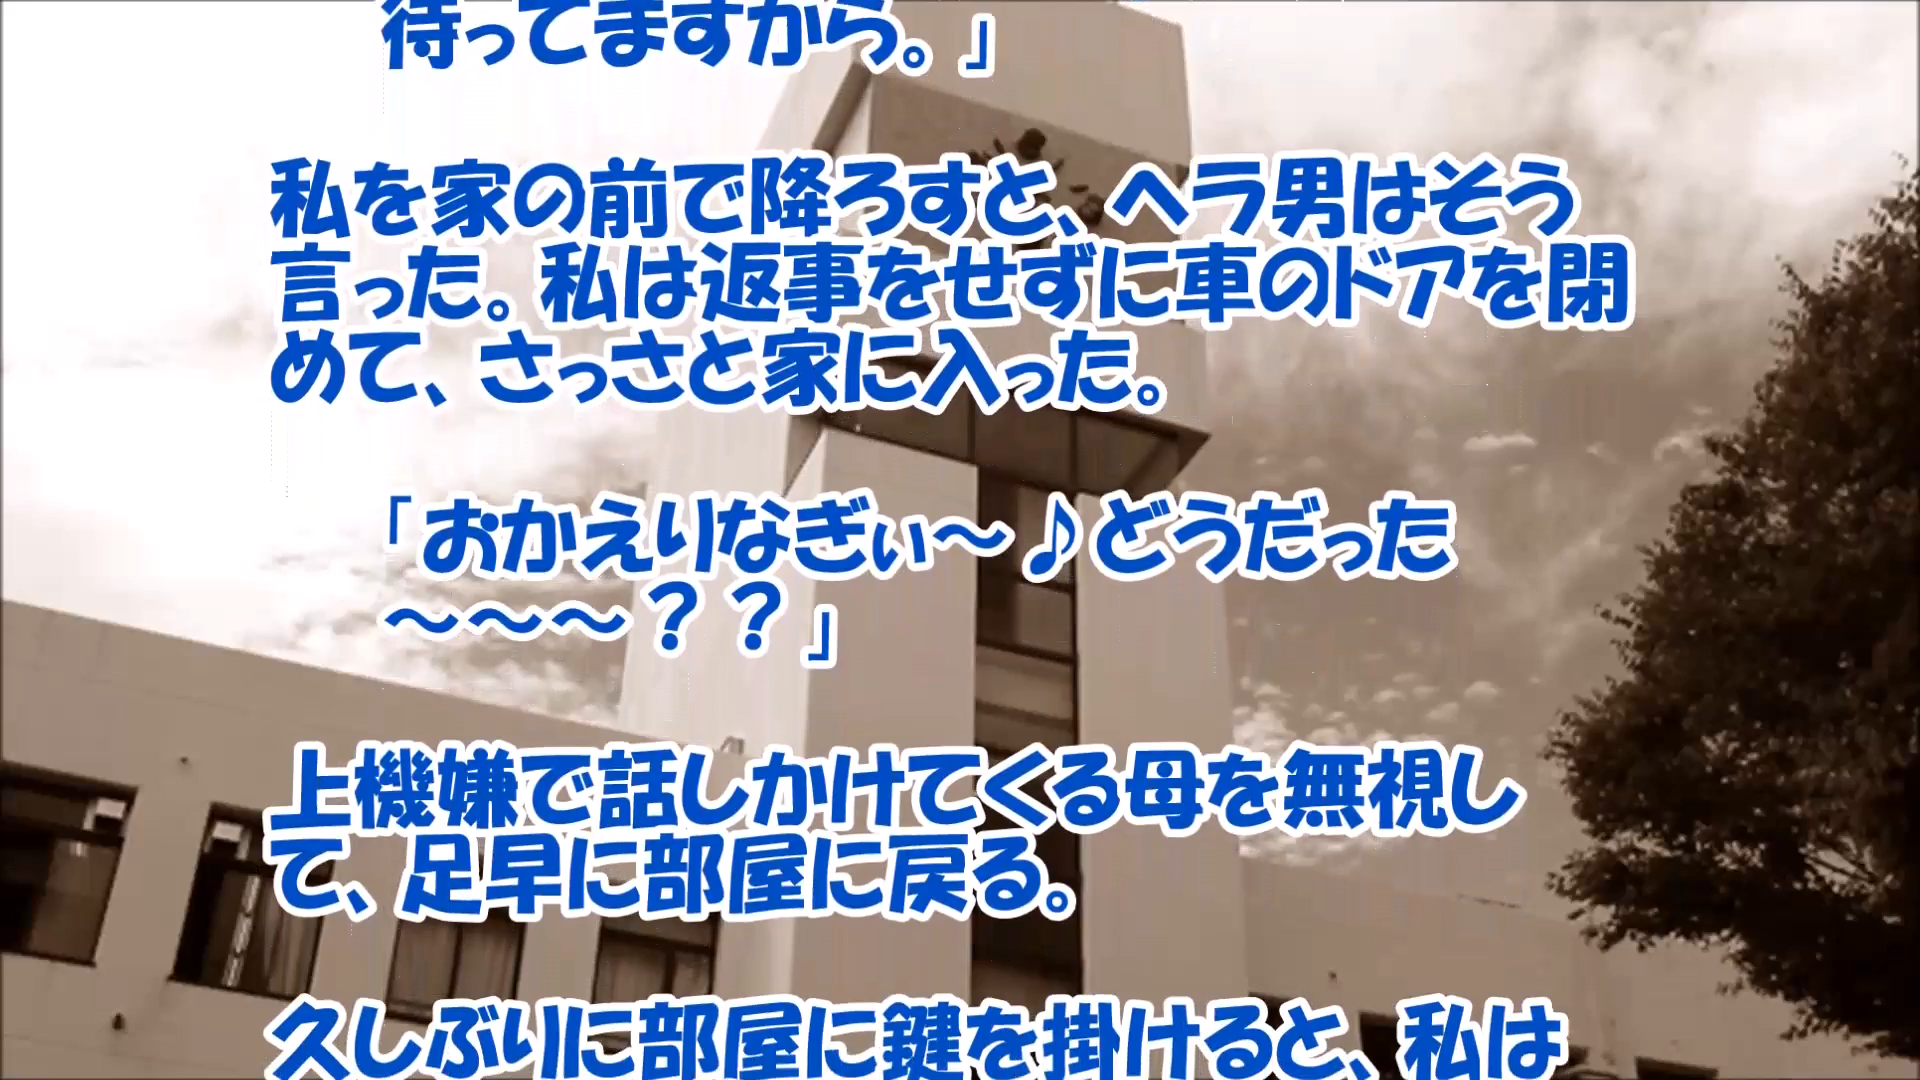 待ってますから。」
私を家の前で降ろすと、ヘラ男はそう
言った。私は返事をせずに車のドアを閉
めて、さっさと家に入った。
「おかえりなぎぃ～♪どうだった
～～～？？」
上機嫌で話しかけてくる母を無視し
て、足早に部屋に戻る。
久しぶりに部屋に鍵を掛けると、私は